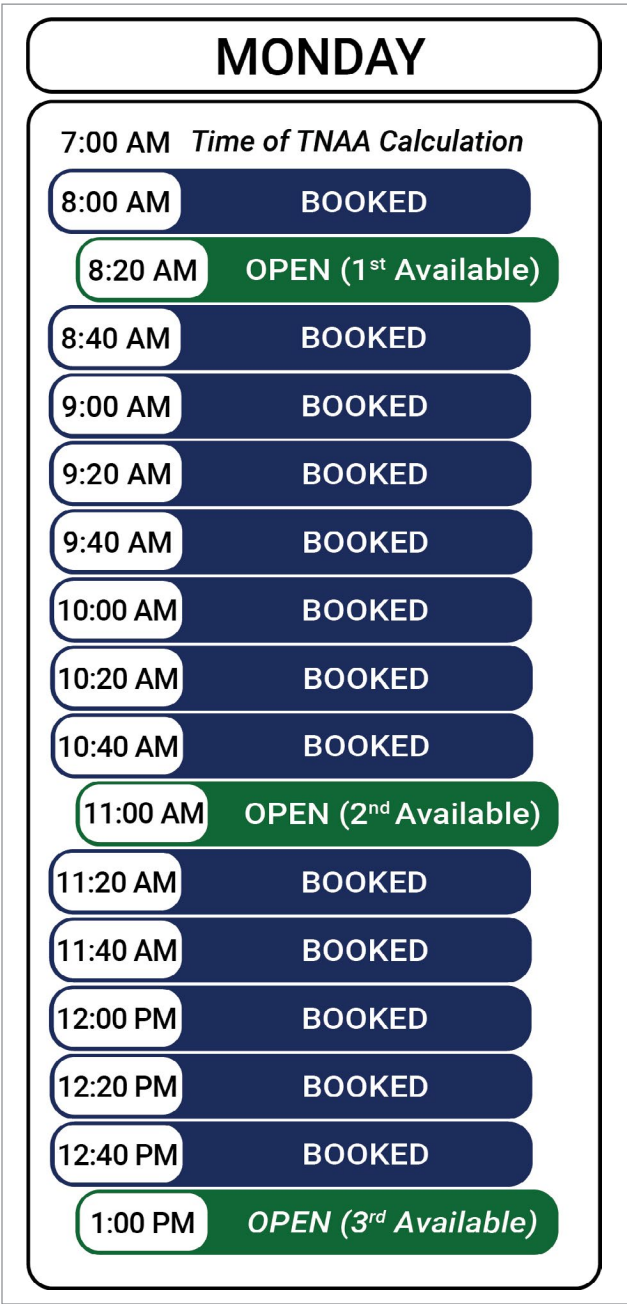 MONDAY
7:00 AM Time of TNAA Calculation
8:00 AM BOOKED
8:20 AM OPEN (1st Available)
8:40 AM BOOKED
9:00 AM BOOKED
9:20 AM BOOKED
9:40 AM BOOKED
10:00 AM BOOKED
10:20 AM BOOKED
10:40 AM BOOKED
11:00 AM OPEN (2nd Available)
11:20 AM BOOKED
11:40 AM BOOKED
12:00 PM BOOKED
12:20 PM BOOKED
12:40 PM BOOKED
1:00 PM OPEN (3rd Available)